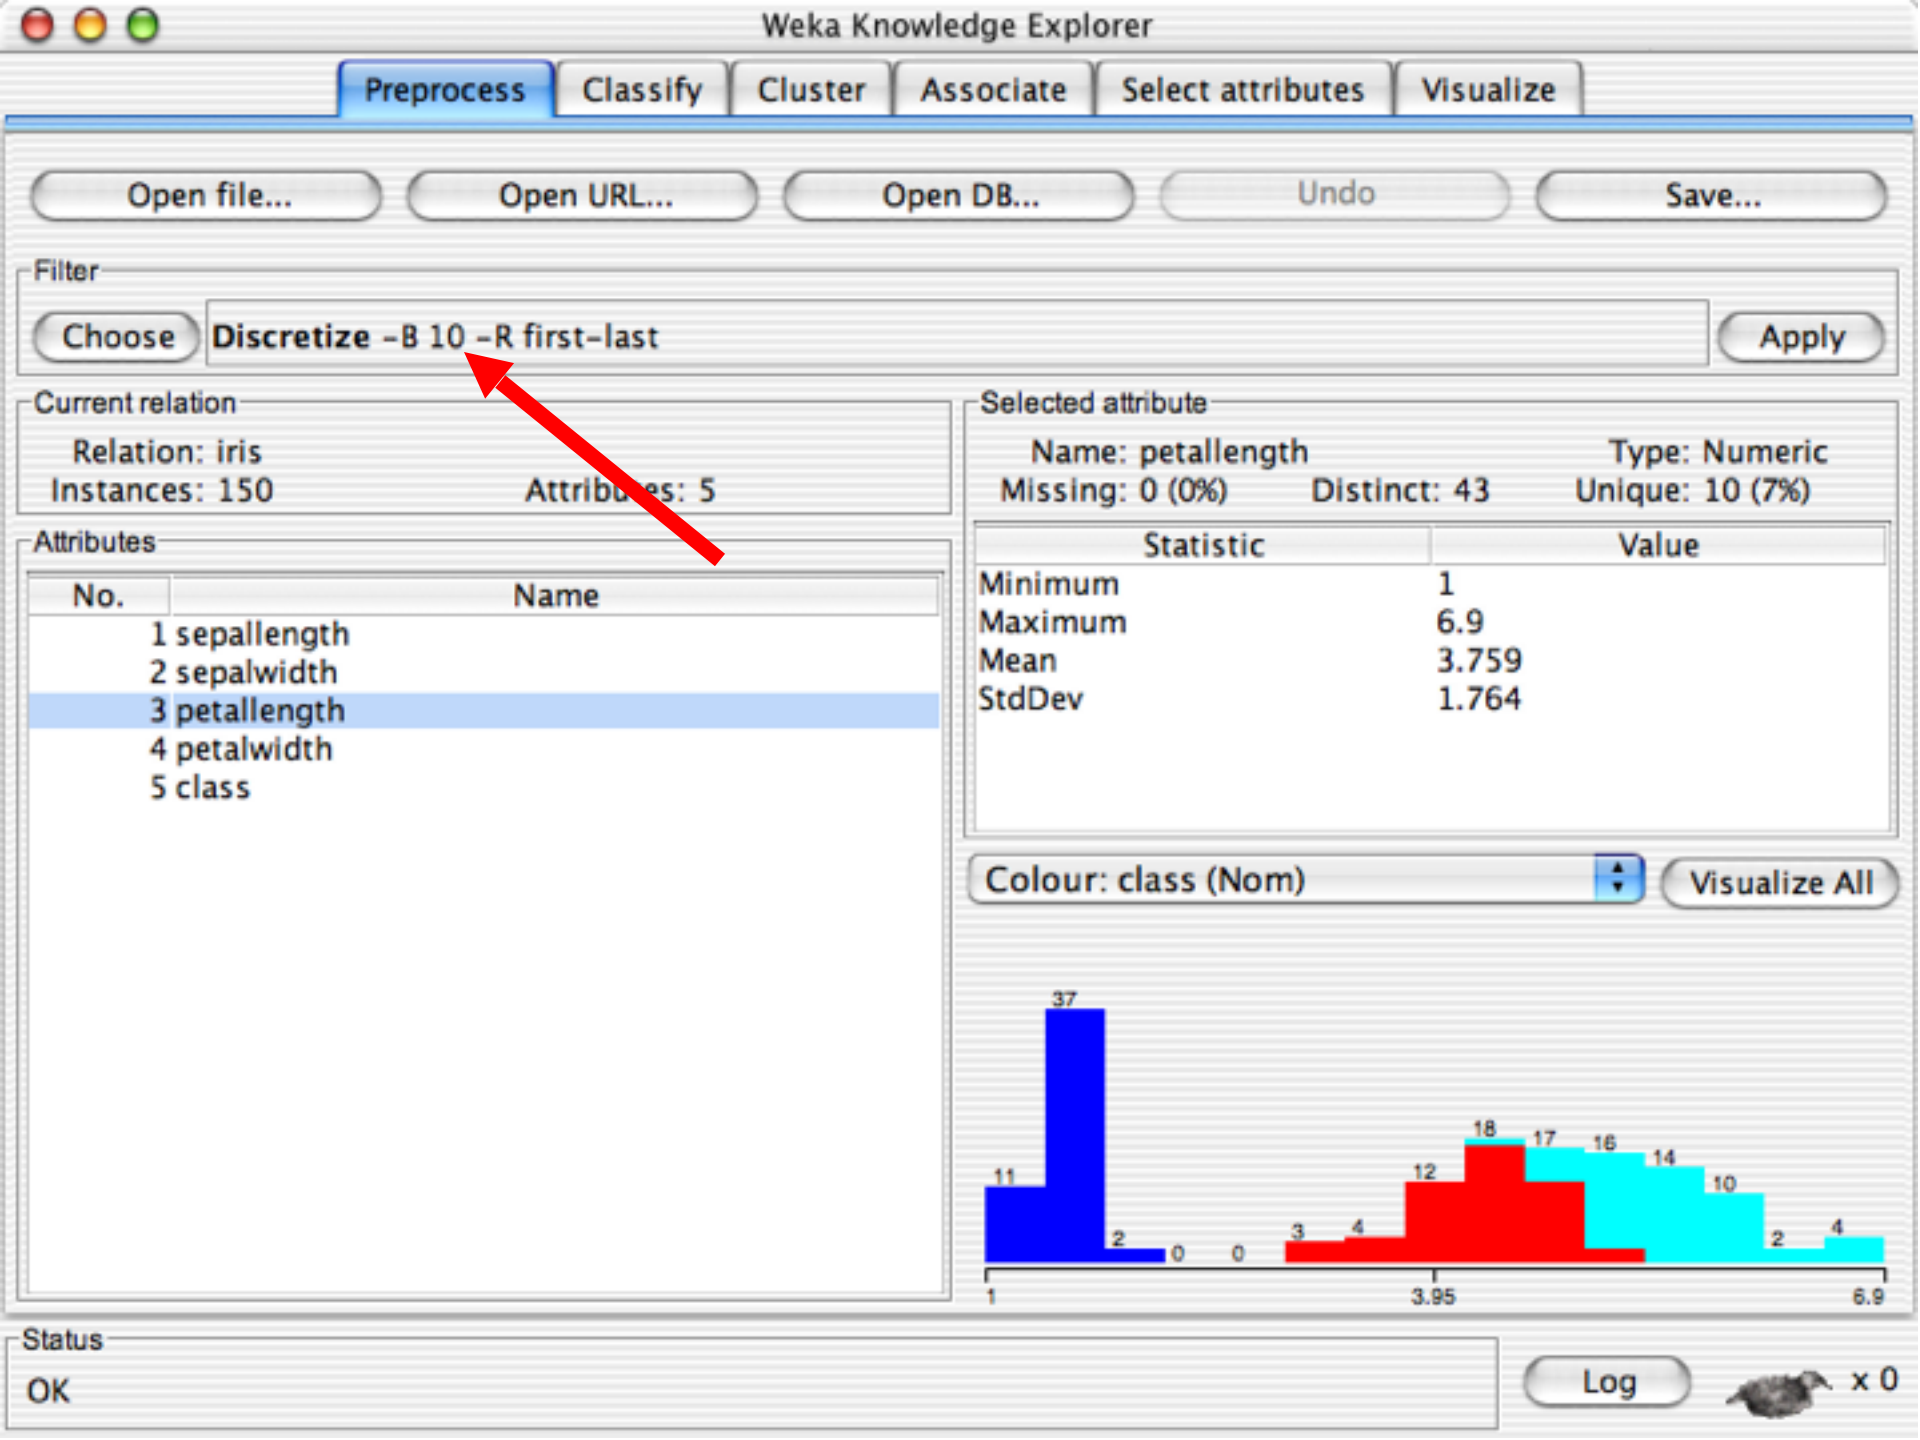 Weka Knowledge Explorer
Preprocess Classify Cluster Associate Select attributes Visualize
Open file... Open URL... Open DB... Undo Save...
Filter
Choose Discretize -B 10 -R first-last Apply
Current relation
Relation: iris
Instances: 150 Attributes: 5
Selected attribute
Name: petallength Type: Numeric
Missing: 0 (0%) Distinct: 43 Unique: 10 (7%)
Attributes
No. Name
1 sepallength
2 sepalwidth
3 petallength
4 petalwidth
5 class
Statistic Value
Minimum 1
Maximum 6.9
Mean 3.759
StdDev 1.764
Colour: class (Nom) Visualize All
11 37 2 0 0 3 4 12 18 17 16 14 10 2 4
1 3.95 6.9
Status
OK
Log x 0